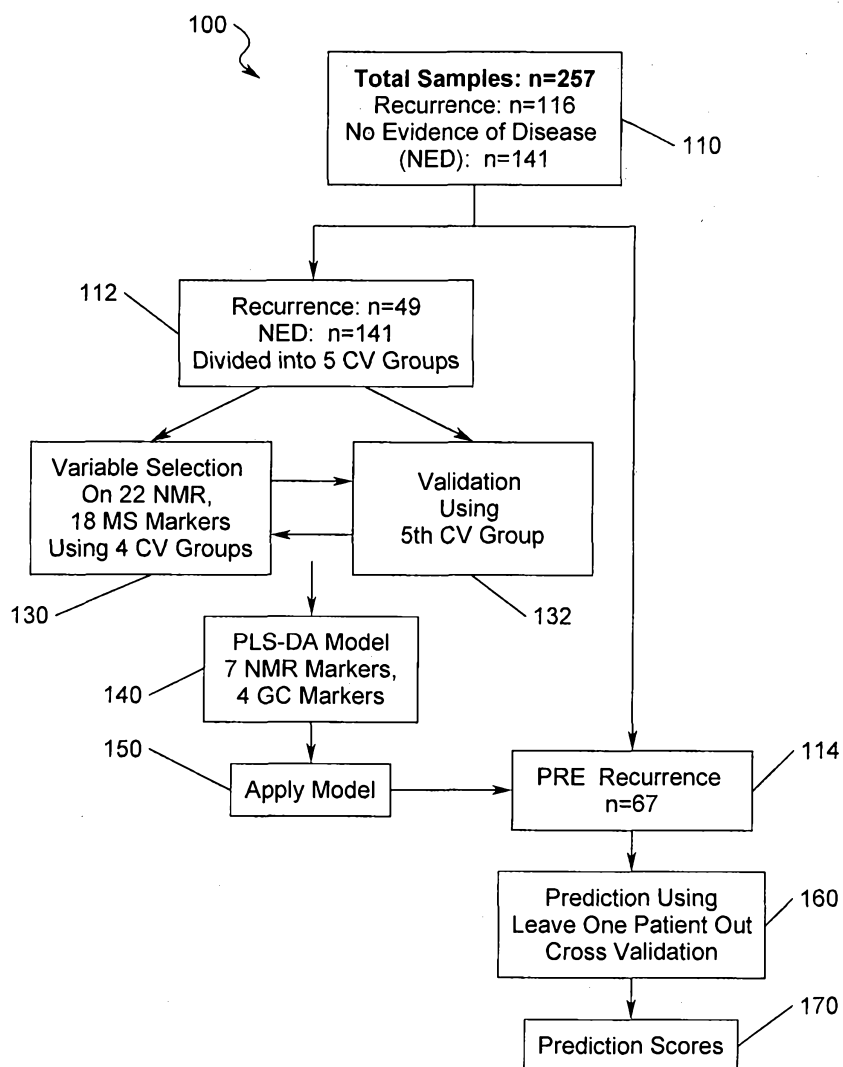 100
Total Samples: n=257
Recurrence: n=116
No Evidence of Disease
(NED): n=141
110
112
Recurrence: n=49
NED: n=141
Divided into 5 CV Groups
Variable Selection
On 22 NMR,
18 MS Markers
Using 4 CV Groups
130
Validation
Using
5th CV Group
132
PLS-DA Model
7 NMR Markers,
4 GC Markers
140
150
Apply Model
PRE Recurrence
n=67
114
Prediction Using
Leave One Patient Out
Cross Validation
160
Prediction Scores
170